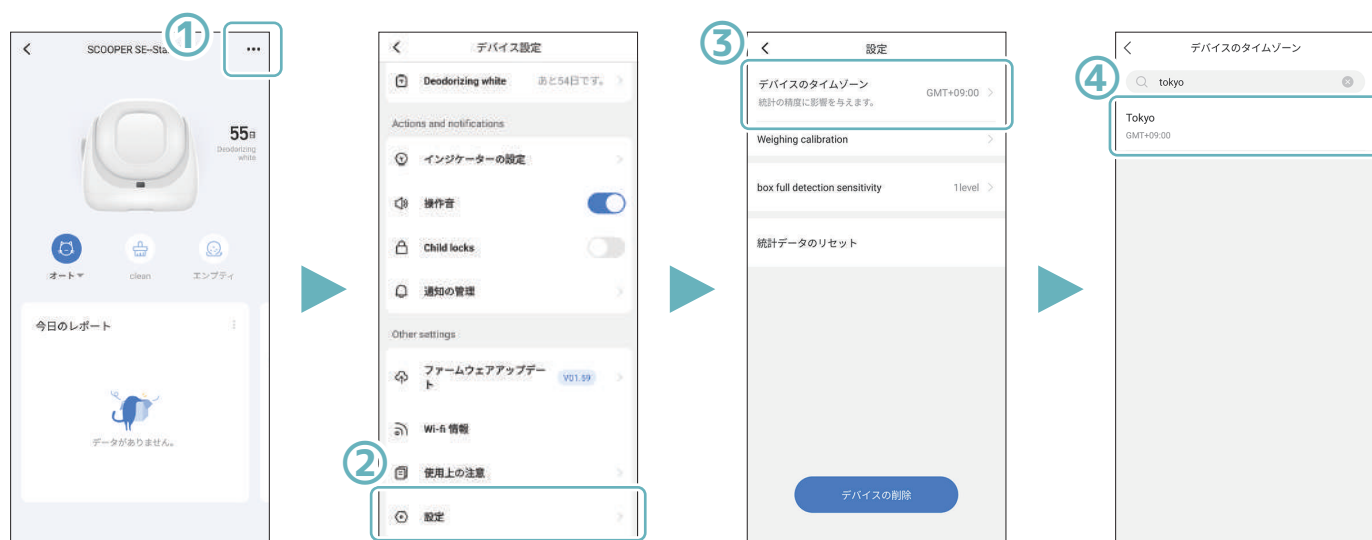 ①
SCOOPER SE--Sta
55日
Deodorizing
white
オート
clean
エンプティ
今日のレポート
データがありません。
デバイス設定
Deodorizing white
あと54日です。
Actions and notifications
インジケーターの設定
操作音
Child locks
通知の管理
Other settings
ファームウェアアップデー
ト
V01.59
Wi-fi 情報
使用上の注意
②
設定
③
設定
デバイスのタイムゾーン
GMT+09:00
統計の精度に影響を与えます。
Weighing calibration
box full detection sensitivity
1level
統計データのリセット
デバイスの削除
デバイスのタイムゾーン
④
tokyo
Tokyo
GMT+09:00